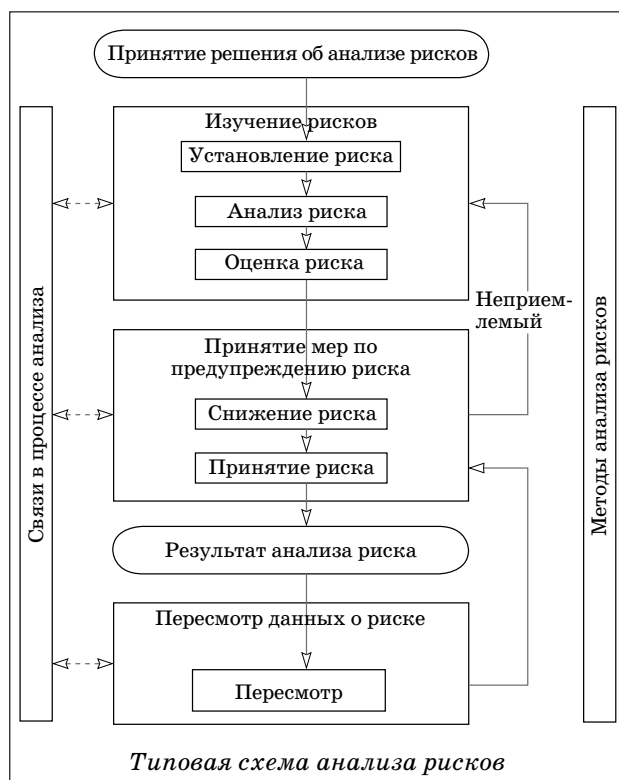 Принятие решения об анализе рисков
Изучение рисков
Установление риска
Анализ риска
Оценка риска
Неприем-
лемый
Принятие мер по
предупреждению риска
Снижение риска
Принятие риска
Результат анализа риска
Пересмотр данных о риске
Пересмотр
Связи в процессе анализа
Методы анализа рисков
Типовая схема анализа рисков